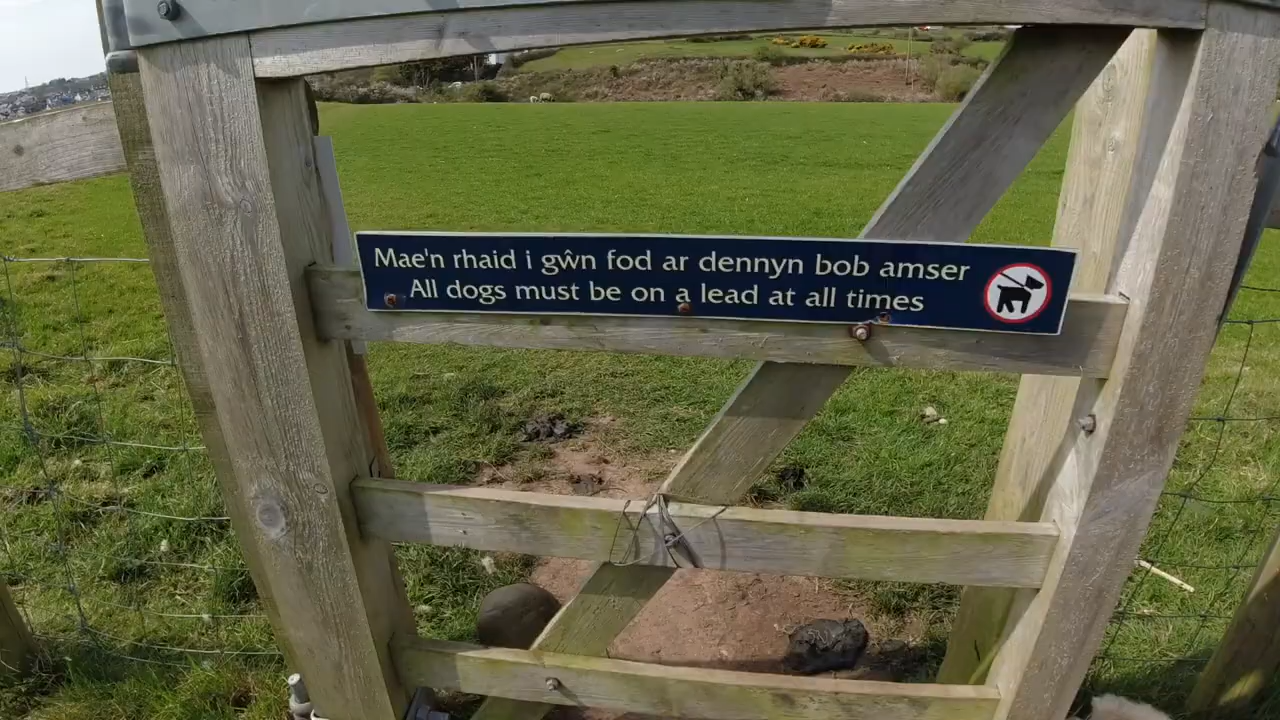 Mae'n rhaid i gŵn fod ar dennyn bob amser
All dogs must be on a lead at all times